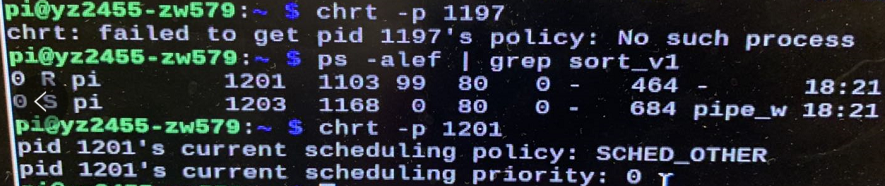 pi@yz2455-zw579:~ $ chrt -p 1197
chrt: failed to get pid 1197's policy: No such process
pi@yz2455-zw579:~ $ ps -alef | grep sort_v1
0 R pi 1201 1103 99 80 0 - 464 - 18:21
0 S pi 1203 1168 0 80 0 - 684 pipe_w 18:21
pi@yz2455-zw579:~ $ chrt -p 1201
pid 1201's current scheduling policy: SCHED_OTHER
pid 1201's current scheduling priority: 0